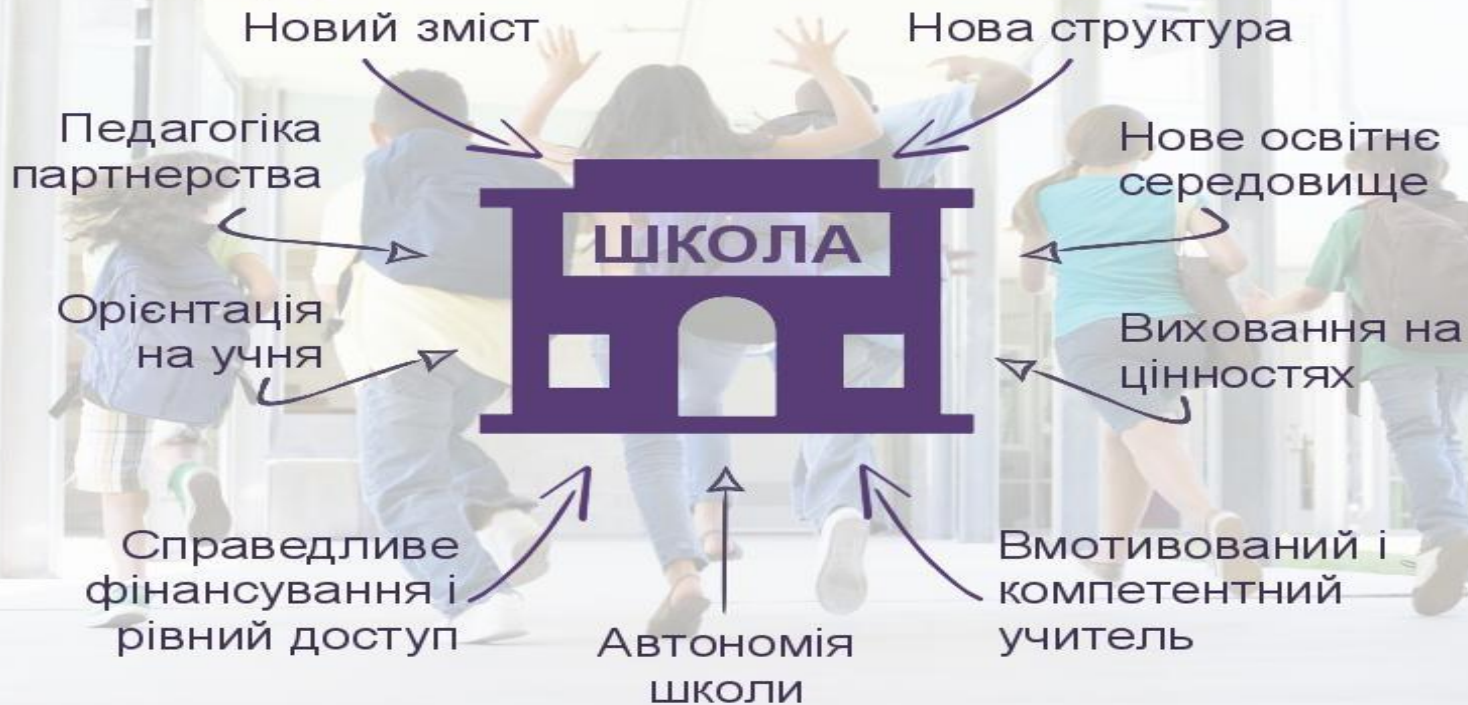 Новий зміст
Нова структура
Педагогіка
партнерства
Нове освітнє
середовище
ШКОЛА
Орієнтація
на учня
Виховання на
цінностях
Справедливе
фінансування і
рівний доступ
Автономія
школи
Вмотивований і
компетентний
учитель